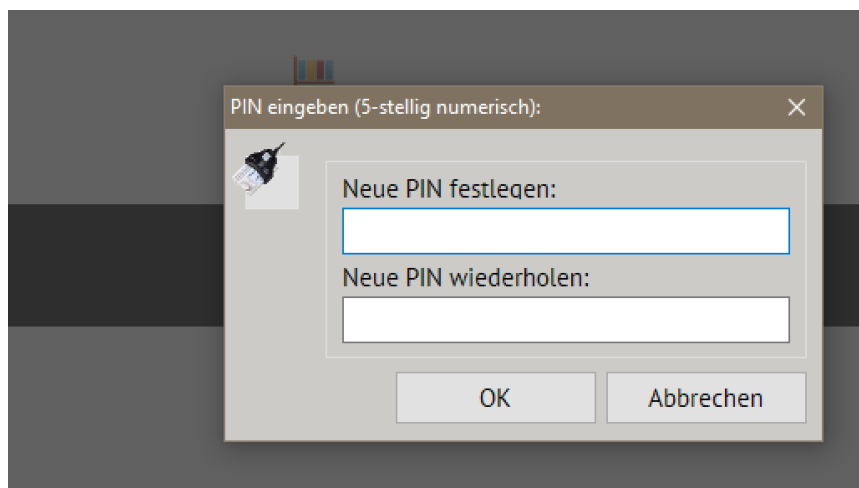 PIN eingeben (5-stellig numerisch):
Neue PIN festlegen:
Neue PIN wiederholen:
OK
Abbrechen